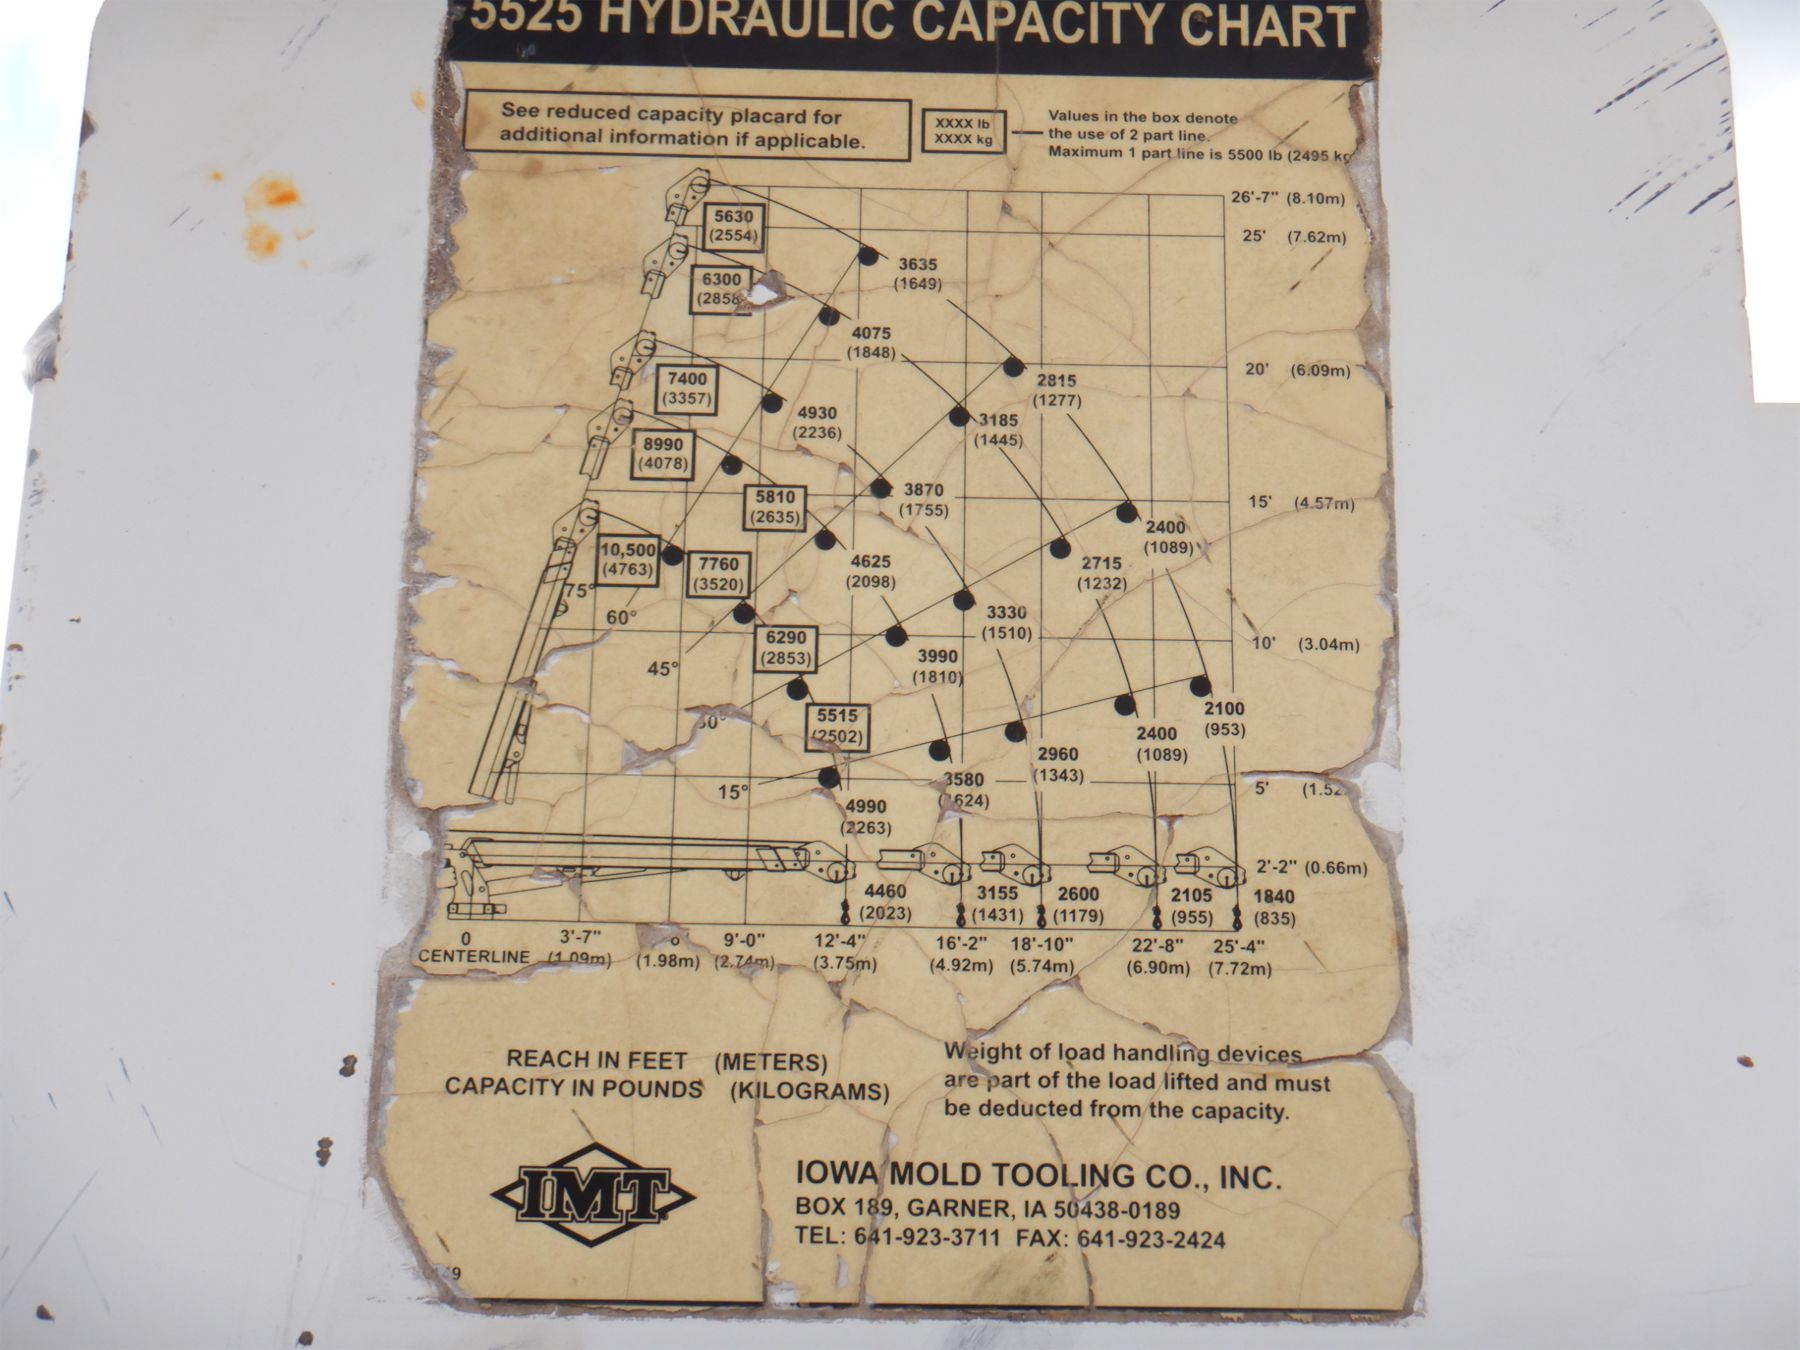 5525 HYDRAULIC CAPACITY CHART
See reduced capacity placard for
additional information if applicable.
XXXX lb
XXXX kg
Values in the box denote
the use of 2 part line.
Maximum 1 part line is 5500 lb (2495 kg
26'-7" (8.10m)
5630
(2554)
25' (7.62m)
3635
(1649)
6300
(2858
4075
(1848)
20' (6.09m)
7400
(3357)
2815
(1277)
4930
(2236)
3185
(1445)
8990
(4078)
5810
(2635)
3870
(1755)
15' (4.57m)
2400
(1089)
10,500
(4763)
7760
(3520)
4625
(2098)
2715
(1232)
75°
60°
3330
(1510)
6290
(2853)
10' (3.04m)
45°
3990
(1810)
5515
(2502)
2100
(953)
2400
(1089)
2960
(1343)
15°
3580
5'
4990
(2263)
2'-2" (0.66m)
4460
(2023)
3155
(1431)
2600
(1179)
2105
(955)
1840
(835)
0 3'-7" 9'-0" 12'-4" 16'-2" 18'-10" 22'-8" 25'-4"
CENTERLINE (1.09m) (1.98m) (2.74m) (3.75m) (4.92m) (5.74m) (6.90m) (7.72m)
REACH IN FEET (METERS)
CAPACITY IN POUNDS (KILOGRAMS)
Weight of load handling devices
are part of the load lifted and must
be deducted from the capacity.
IMT
IOWA MOLD TOOLING CO., INC.
BOX 189, GARNER, IA 50438-0189
TEL: 641-923-3711 FAX: 641-923-2424